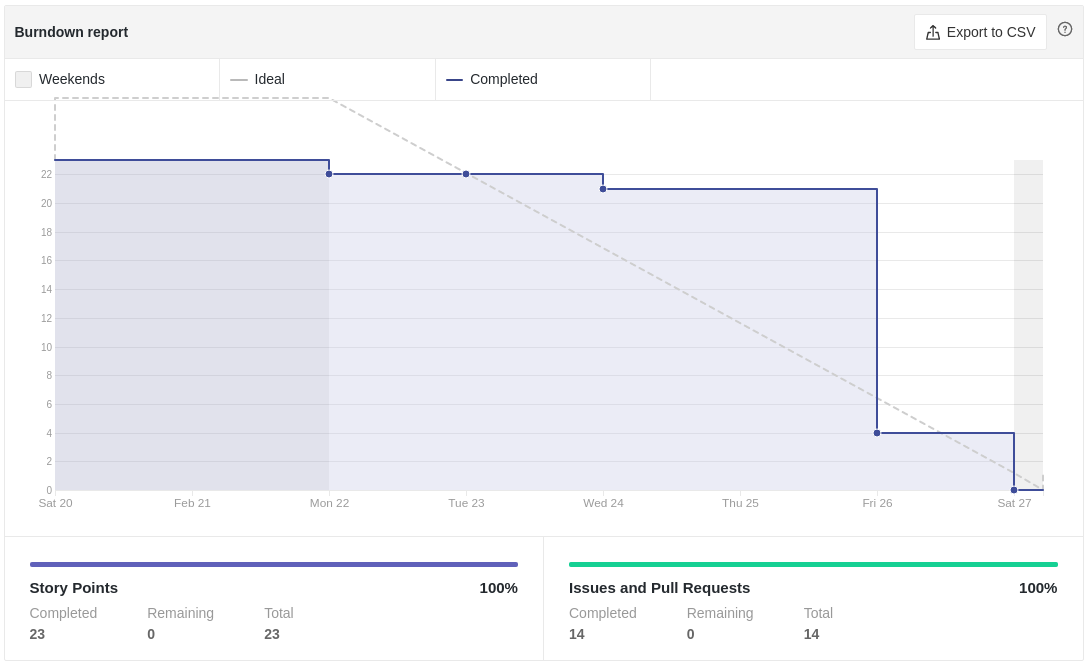 Burndown report
Export to CSV
Weekends
Ideal
Completed
22
20
18
16
14
12
10
8
6
4
2
0
Sat 20 Feb 21 Mon 22 Tue 23 Wed 24 Thu 25 Fri 26 Sat 27
Story Points 100%
Completed Remaining Total
23 0 23
Issues and Pull Requests 100%
Completed Remaining Total
14 0 14